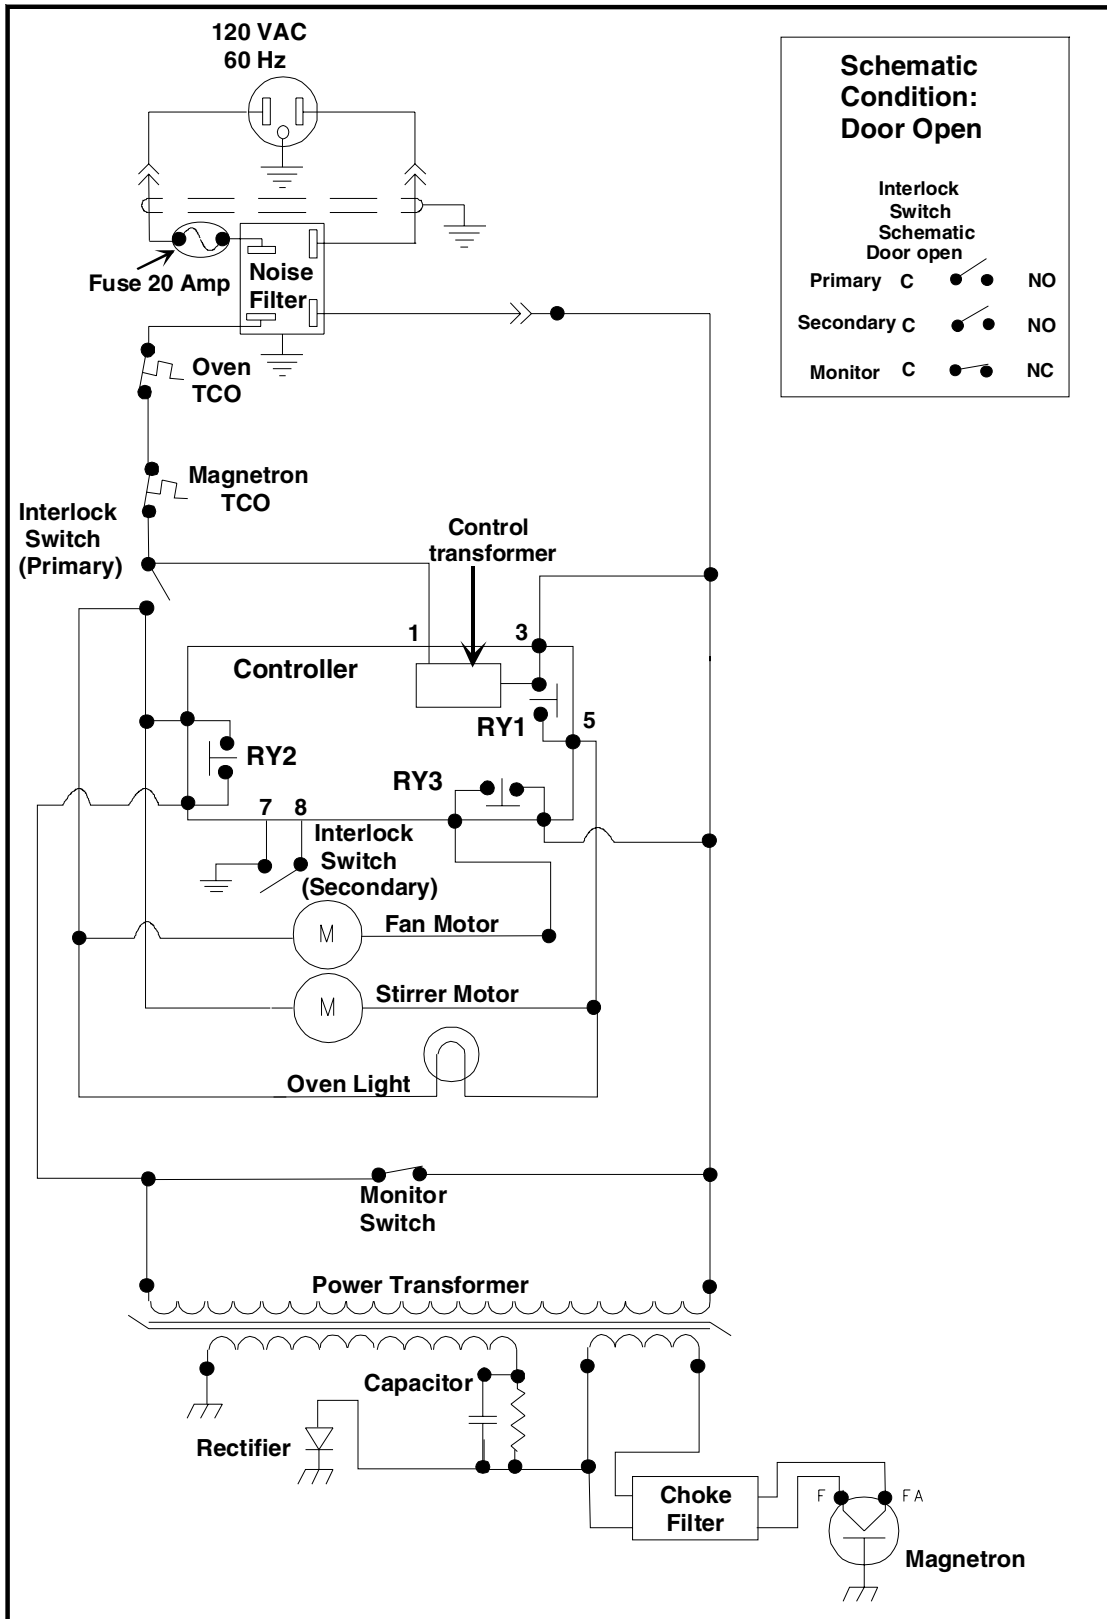 120 VAC
60 Hz
Schematic
Condition:
Door Open
Interlock
Switch
Schematic
Door open
Primary C NO
Secondary C NO
Monitor C NC
Fuse 20 Amp
Noise
Filter
Oven
TCO
Magnetron
TCO
Interlock
Switch
(Primary)
Control
transformer
1 3
Controller
RY1 5
RY2
RY3
7 8
Interlock
Switch
(Secondary)
M Fan Motor
M Stirrer Motor
Oven Light
Monitor
Switch
Power Transformer
Capacitor
Rectifier
Choke
Filter
F FA
Magnetron